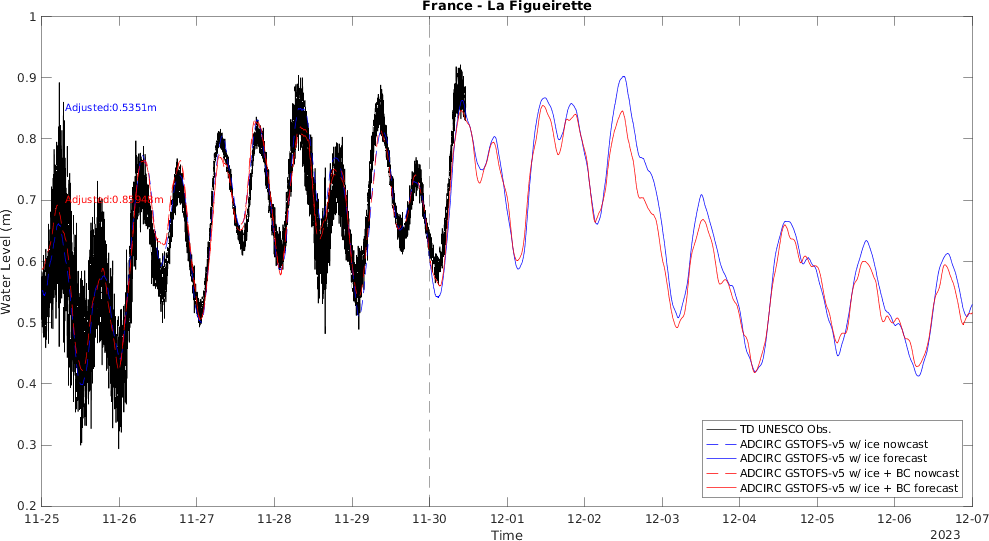 France - La Figueirette
Water Level (m)
1
0.9
0.8
0.7
0.6
0.5
0.4
0.3
0.2
Adjusted:0.5351m
TD UNESCO Obs.
ADCIRC GSTOFS-v5 w/ ice nowcast
ADCIRC GSTOFS-v5 w/ ice forecast
ADCIRC GSTOFS-v5 w/ ice + BC nowcast
ADCIRC GSTOFS-v5 w/ ice + BC forecast
11-25 11-26 11-27 11-28 11-29 11-30 12-01 12-02 12-03 12-04 12-05 12-06 12-07
Time
2023